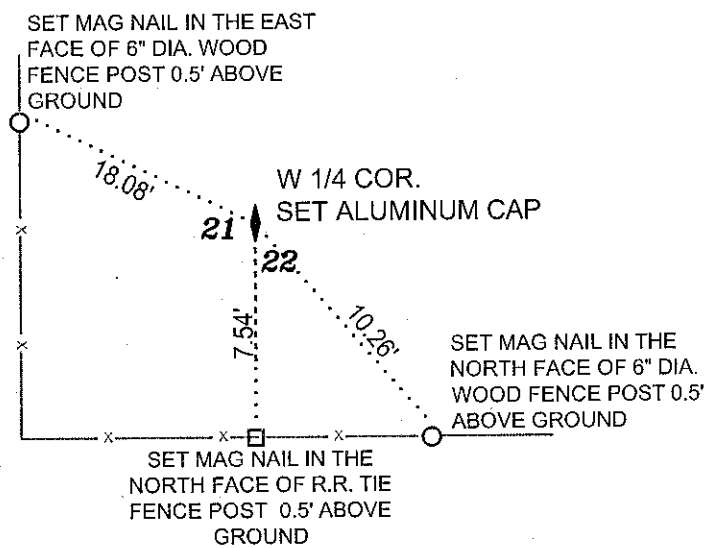 SET MAG NAIL IN THE EAST
FACE OF 6" DIA. WOOD
FENCE POST 0.5' ABOVE
GROUND
18.08'
W 1/4 COR.
SET ALUMINUM CAP
21
22
7.54'
10.26'
SET MAG NAIL IN THE
NORTH FACE OF 6" DIA.
WOOD FENCE POST 0.5'
ABOVE GROUND
x
x
x
x
x
SET MAG NAIL IN THE
NORTH FACE OF R.R. TIE
FENCE POST 0.5' ABOVE
GROUND